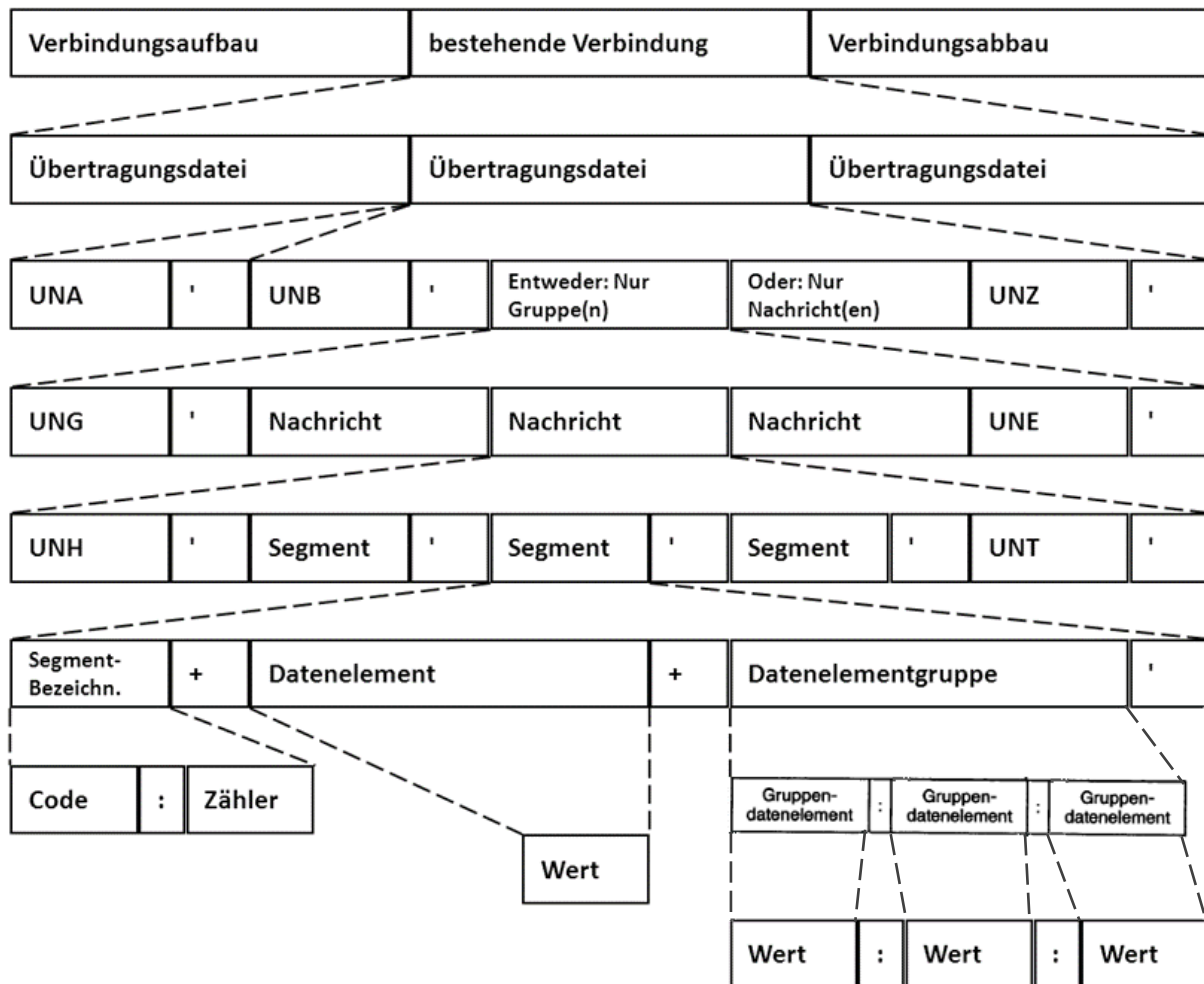 Verbindungsaufbau bestehende Verbindung Verbindungsabbau
Übertragungsdatei Übertragungsdatei Übertragungsdatei
UNA ' UNB ' Entweder: Nur Gruppe(n) Oder: Nur Nachricht(en) UNZ '
UNG ' Nachricht Nachricht Nachricht UNE '
UNH ' Segment ' Segment ' Segment ' UNT '
Segment-Bezeichn. + Datenelement + Datenelementgruppe '
Code : Zähler
Gruppen-datenelement : Gruppen-datenelement : Gruppen-datenelement
Wert
Wert : Wert : Wert